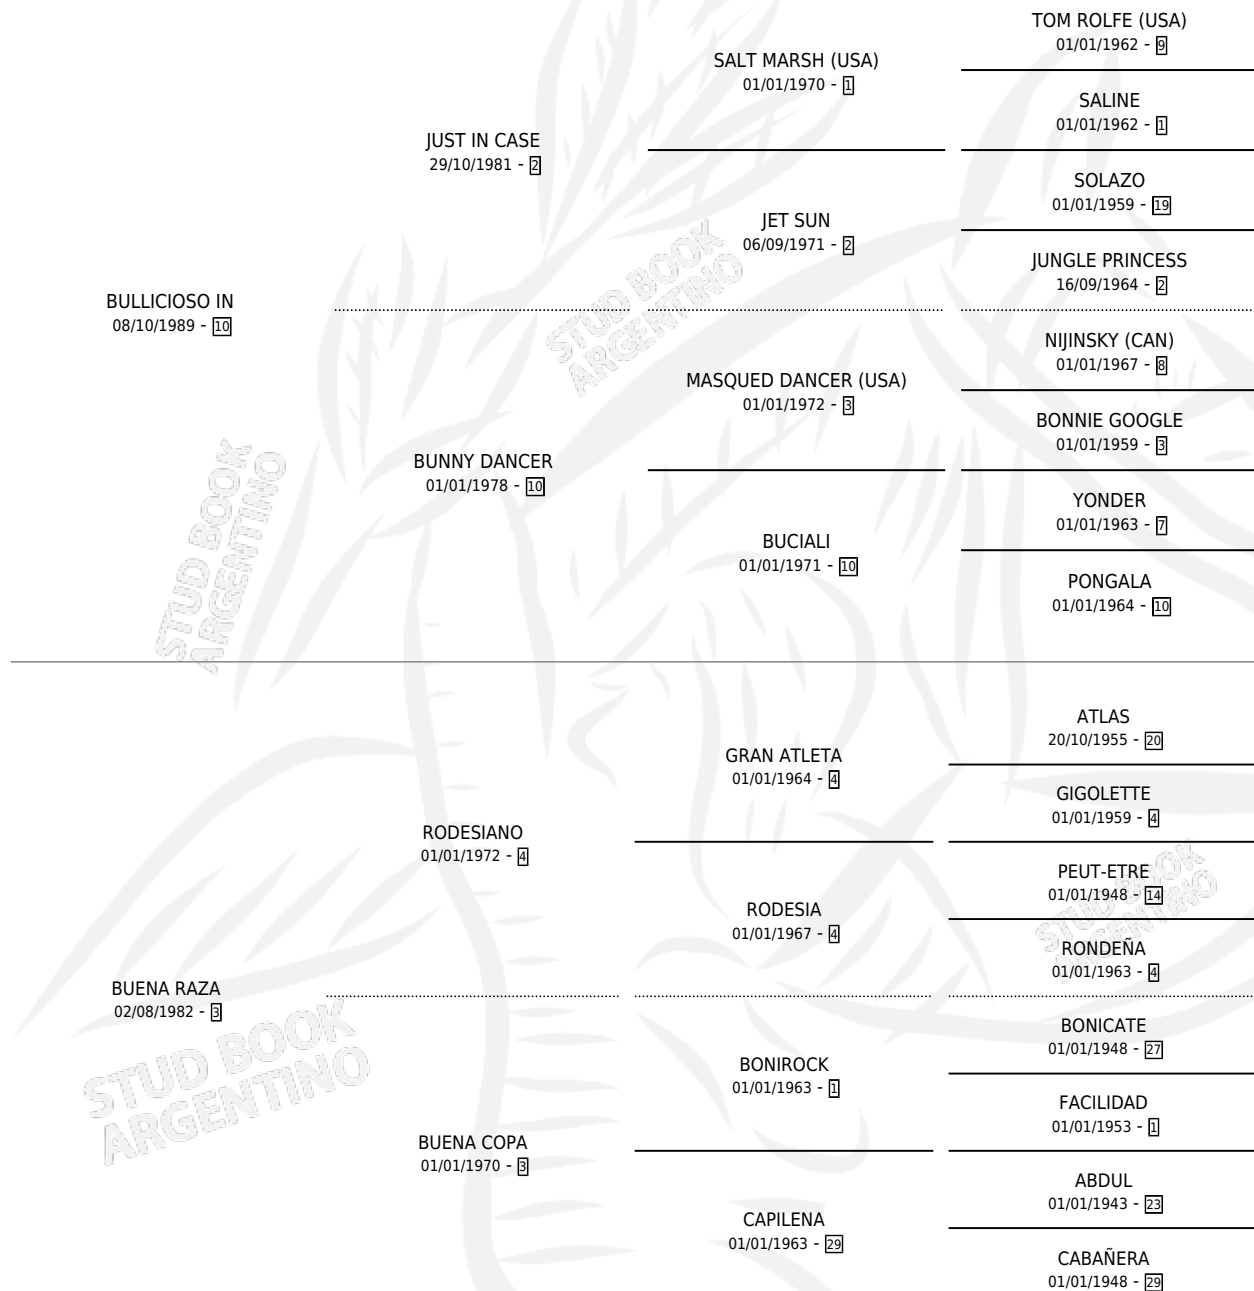 TOM ROLFE (USA)
01/01/1962 - 9
SALT MARSH (USA)
01/01/1970 - 1
SALINE
01/01/1962 - 1
JUST IN CASE
29/10/1981 - 2
SOLAZO
01/01/1959 - 19
JET SUN
06/09/1971 - 2
JUNGLE PRINCESS
16/09/1964 - 2
BULLICIOSO IN
08/10/1989 - 10
NIJINSKY (CAN)
01/01/1967 - 8
MASQUED DANCER (USA)
01/01/1972 - 3
BONNIE GOOGLE
01/01/1959 - 3
BUNNY DANCER
01/01/1978 - 10
YONDER
01/01/1963 - 7
BUCIALI
01/01/1971 - 10
PONGALA
01/01/1964 - 10
ATLAS
20/10/1955 - 20
GRAN ATLETA
01/01/1964 - 4
GIGOLETTE
01/01/1959 - 4
RODESIANO
01/01/1972 - 4
PEUT-ETRE
01/01/1948 - 14
RODESIA
01/01/1967 - 4
RONDEÑA
01/01/1963 - 4
BUENA RAZA
02/08/1982 - 3
BONICATE
01/01/1948 - 27
BONIROCK
01/01/1963 - 1
FACILIDAD
01/01/1953 - 1
BUENA COPA
01/01/1970 - 3
ABDUL
01/01/1943 - 23
CAPILENA
01/01/1963 - 29
CABAÑERA
01/01/1948 - 29
STUD BOOK
ARGENTINO
STUD BOOK
ARGENTINO
STUD BOOK
ARGENTINO
STUD BOOK
ARGENTINO